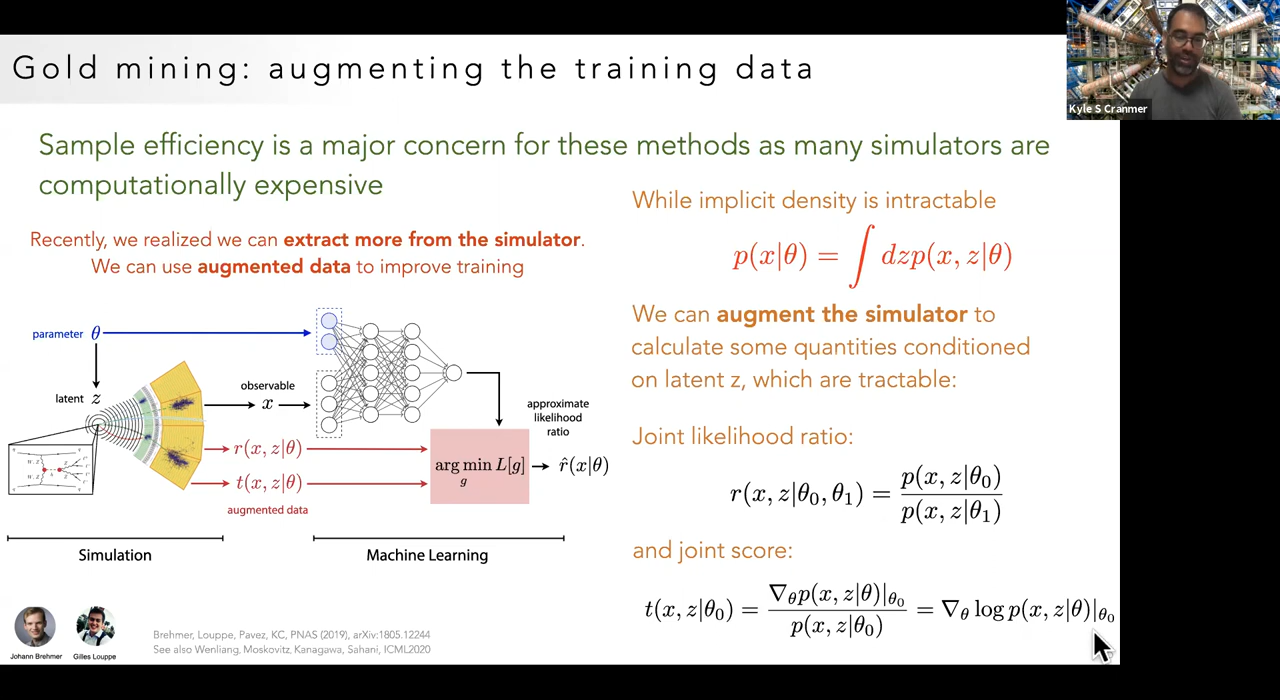 Gold mining: augmenting the training data
Kyle S Cranmer
Sample efficiency is a major concern for these methods as many simulators are
computationally expensive
Recently, we realized we can extract more from the simulator.
We can use augmented data to improve training
parameter θ
latent z
observable
x
r(x, z|θ)
t(x, z|θ)
augmented data
approximate
likelihood
ratio
arg min L[g]
g
r̂(x|θ)
Simulation
Machine Learning
While implicit density is intractable
p(x|θ) = ∫ dzp(x, z|θ)
We can augment the simulator to
calculate some quantities conditioned
on latent z, which are tractable:
Joint likelihood ratio:
r(x, z|θ₀, θ₁) = p(x, z|θ₀) / p(x, z|θ₁)
and joint score:
t(x, z|θ₀) = ∇θp(x, z|θ)|θ₀ / p(x, z|θ₀) = ∇θ log p(x, z|θ)|θ₀
Johann Brehmer
Gilles Louppe
Brehmer, Louppe, Pavez, KC, PNAS (2019), arXiv:1805.12244
See also Wenliang, Moskovitz, Kanagawa, Sahani, ICML2020